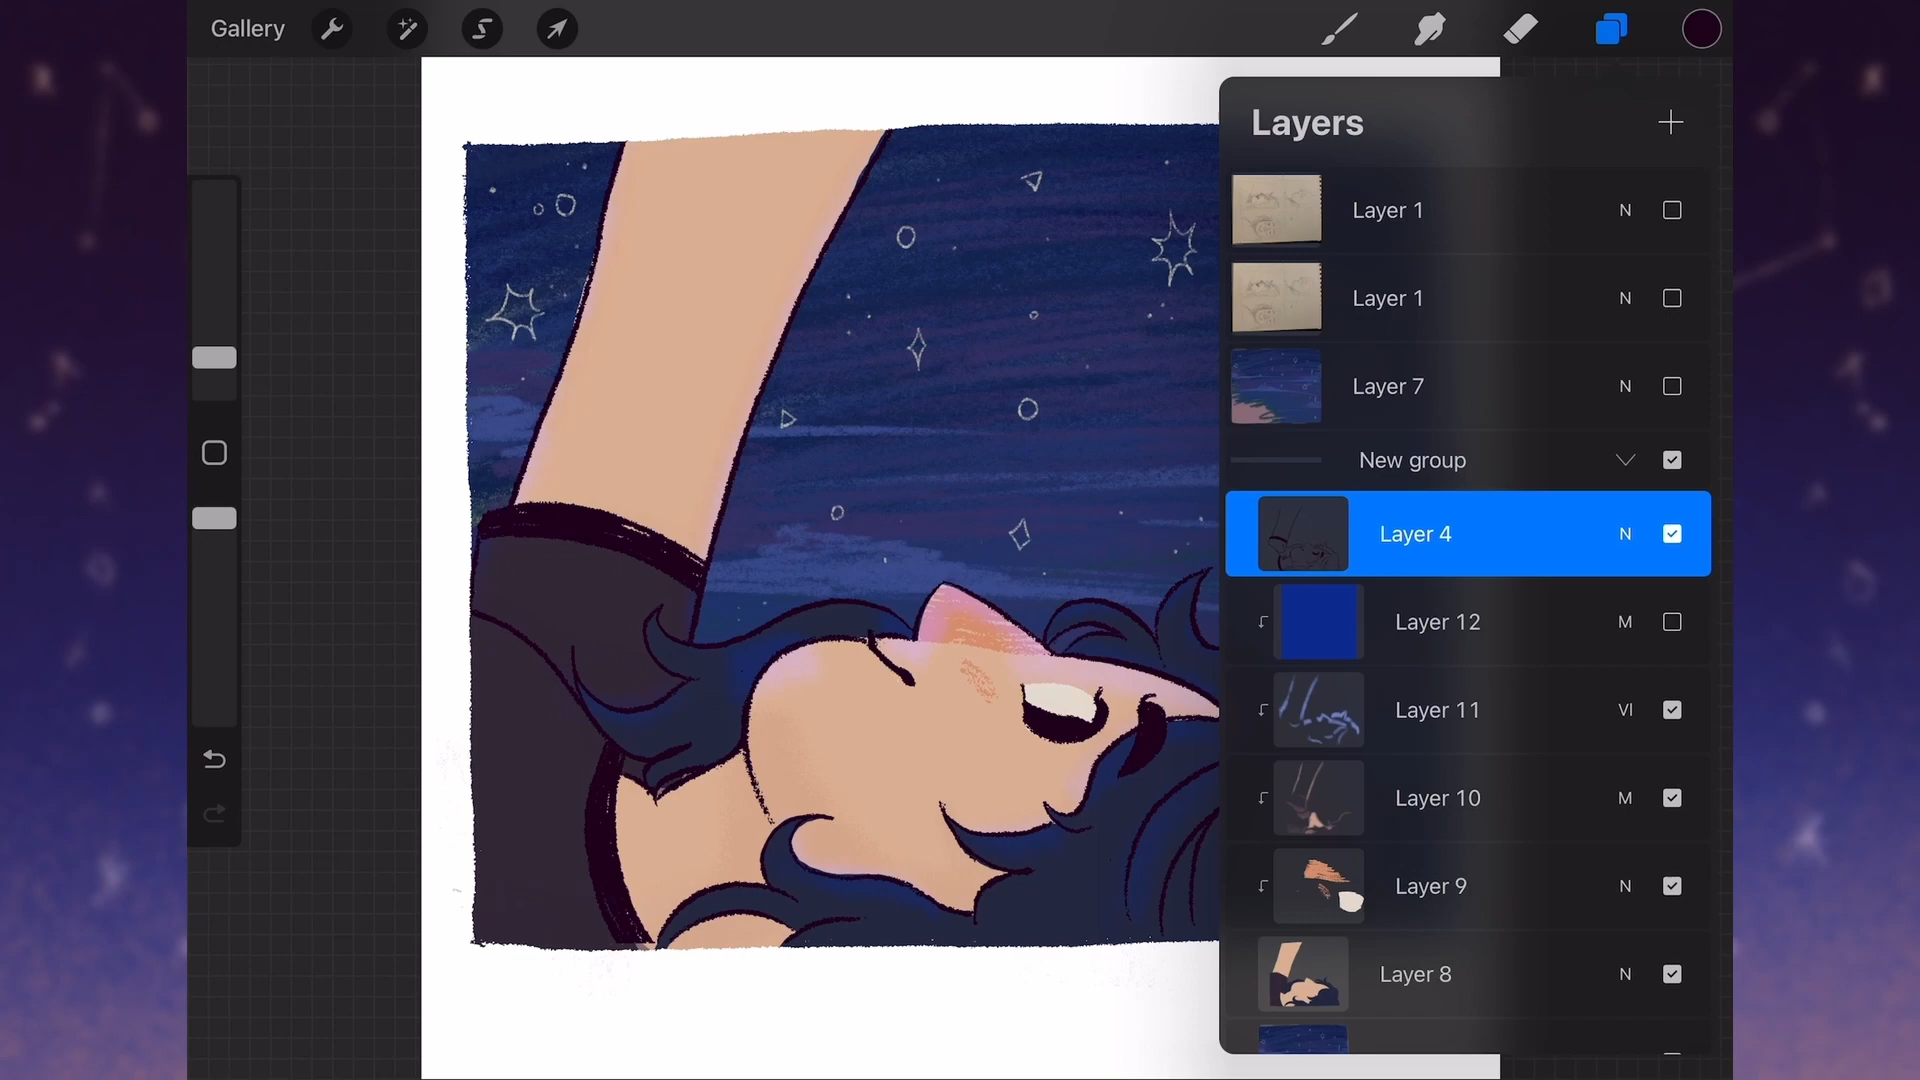 Gallery
Layers
Layer 1 N
Layer 1 N
Layer 7 N
New group
Layer 4 N
Layer 12 M
Layer 11 VI
Layer 10 M
Layer 9 N
Layer 8 N